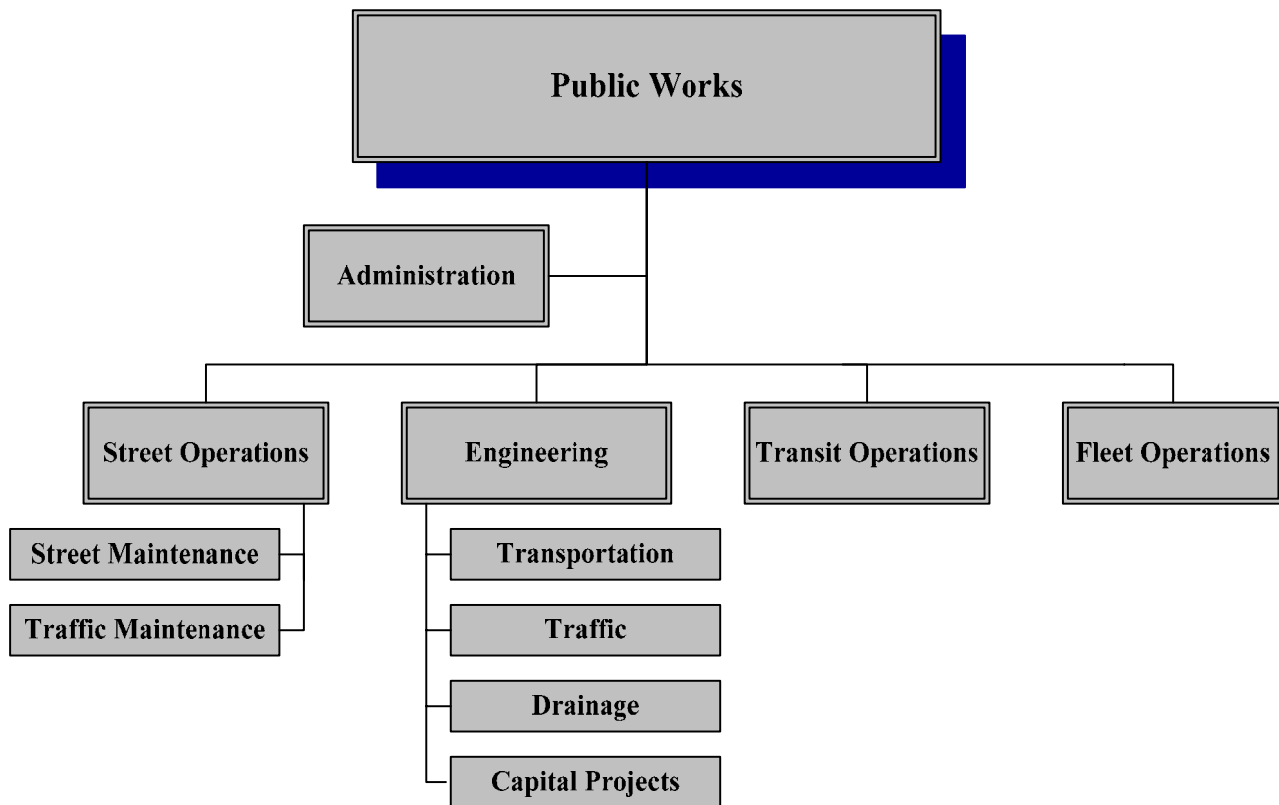 Public Works
Administration
Street Operations
Engineering
Transit Operations
Fleet Operations
Street Maintenance
Transportation
Traffic Maintenance
Traffic
Drainage
Capital Projects